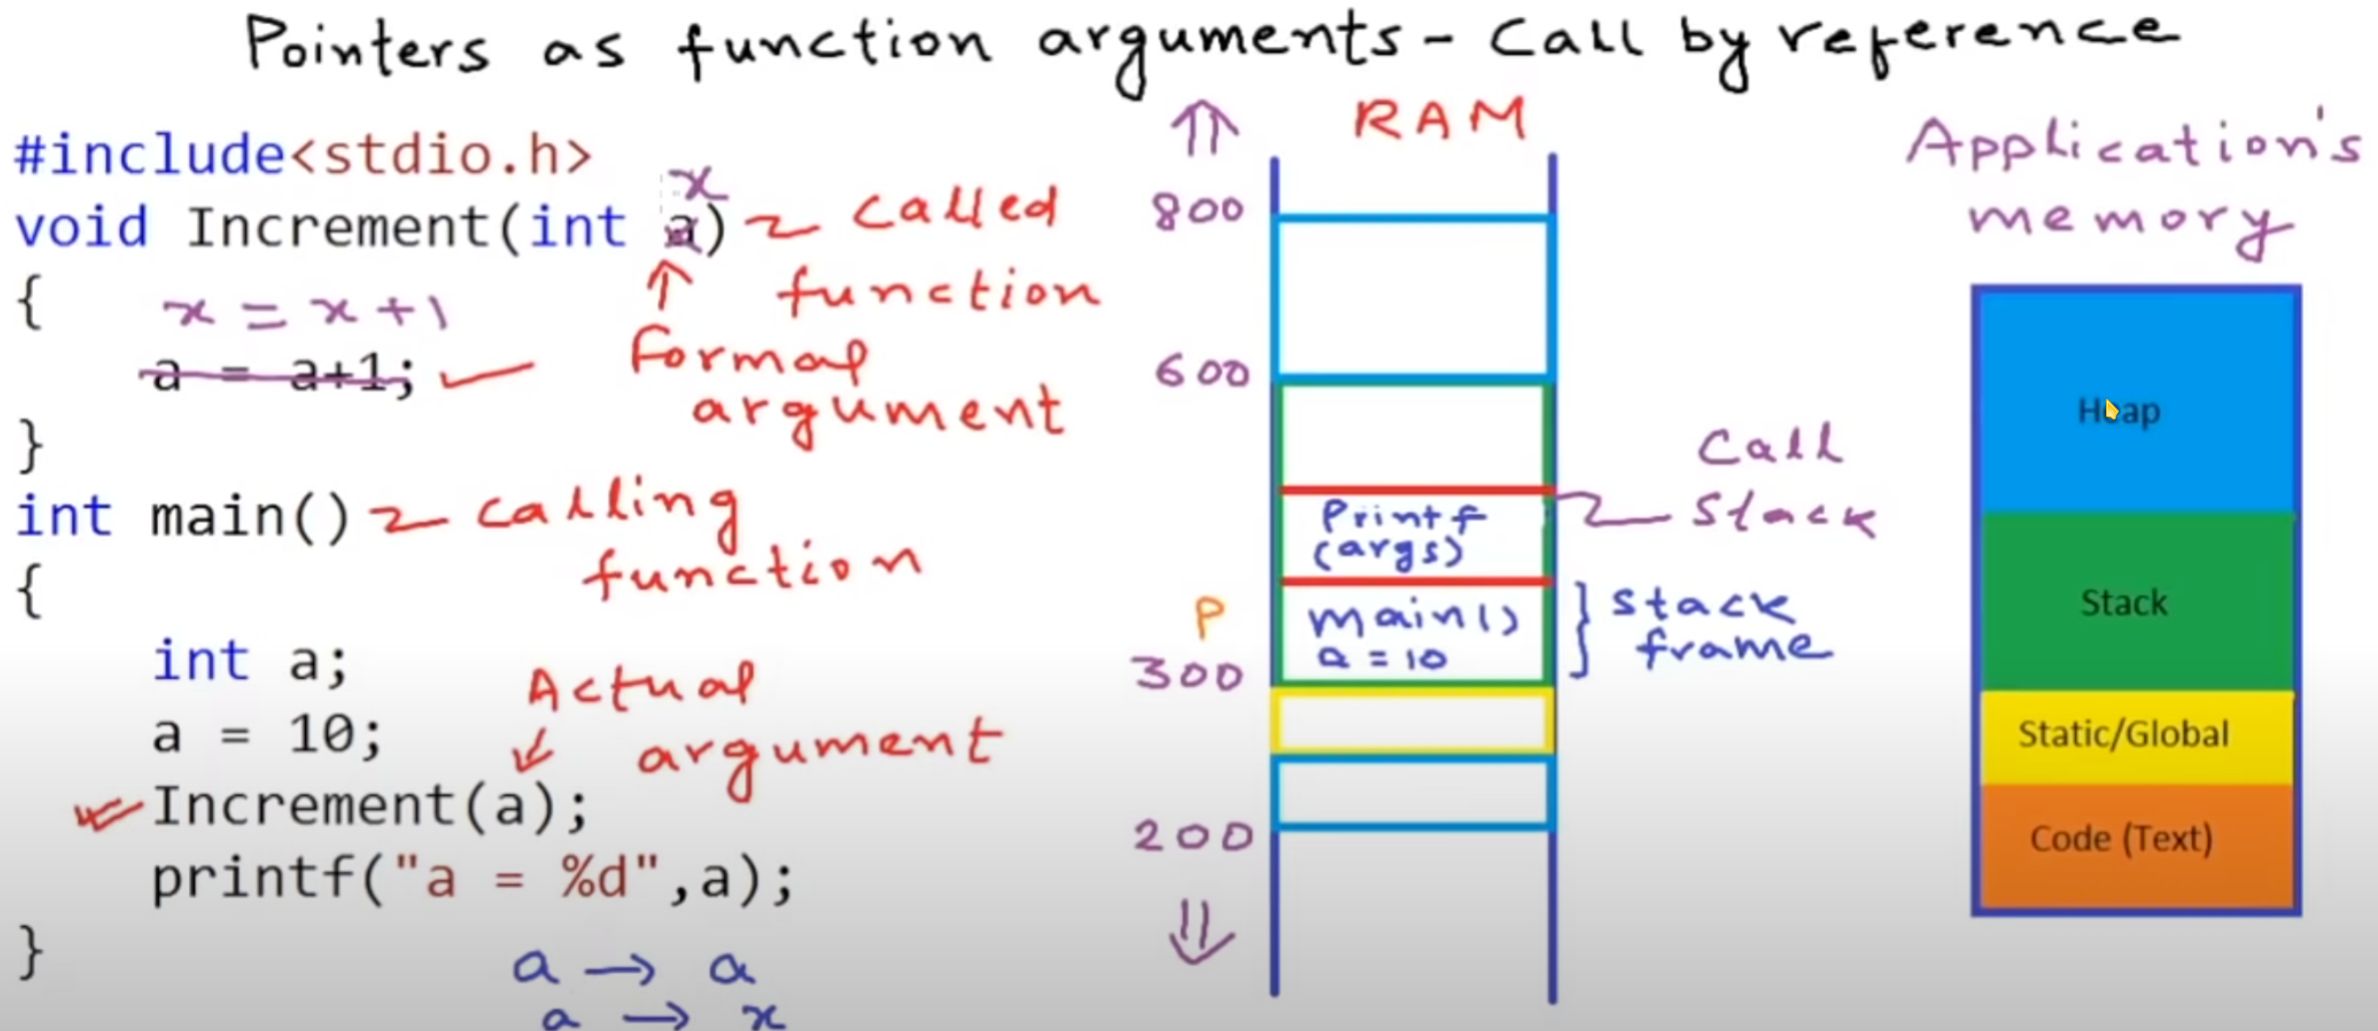 Pointers as function arguments - Call by reference
#include<stdio.h>
x
void Increment(int a)
called function
{
x = x+1
a = a+1;
Formal argument
}
int main()
calling function
{
int a;
a = 10;
Actual argument
Increment(a);
printf("a = %d",a);
}
a → a
a → x
RAM
800
600
Printf
(args)
P
main()
a = 10
300
200
Call
stack
stack
frame
Application's
memory
Heap
Stack
Static/Global
Code (Text)